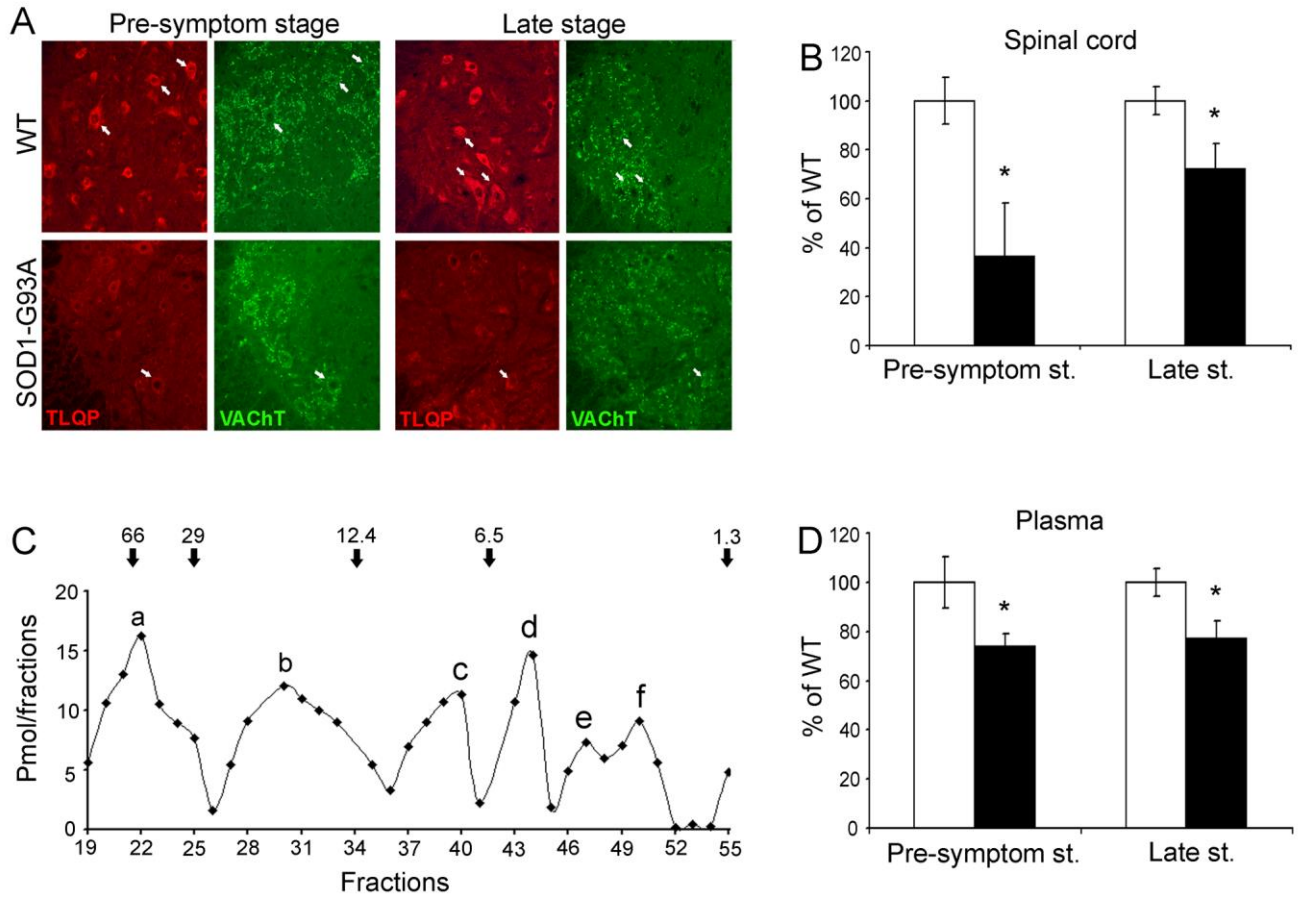 A
Pre-symptom stage
Late stage
WT
SOD1-G93A
TLQP
VAChT
TLQP
VAChT
B
Spinal cord
% of WT
120
100
80
60
40
20
0
*
*
Pre-symptom st.
Late st.
C
66
29
12.4
6.5
1.3
Pmol/fractions
20
15
10
5
0
a
b
c
d
e
f
19 22 25 28 31 34 37 40 43 46 49 52 55
Fractions
D
Plasma
% of WT
120
100
80
60
40
20
0
*
*
Pre-symptom st.
Late st.